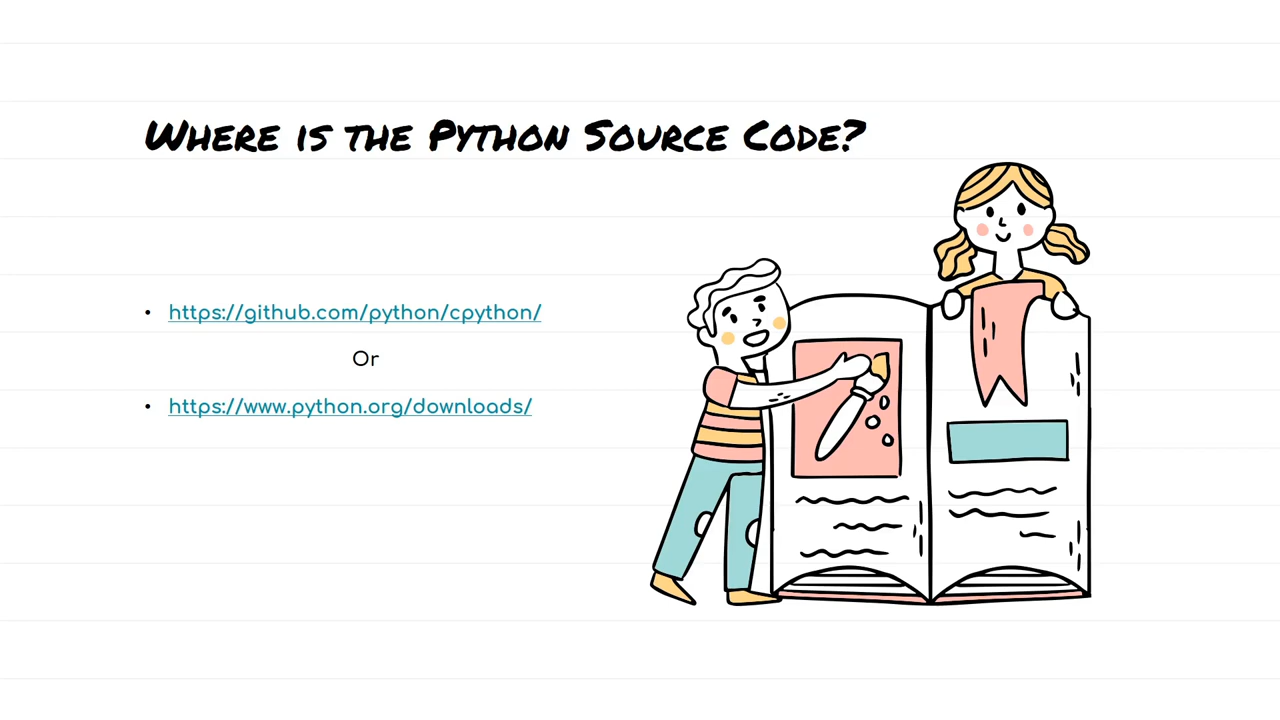 Where is the Python Source Code?
• https://github.com/python/cpython/
Or
• https://www.python.org/downloads/